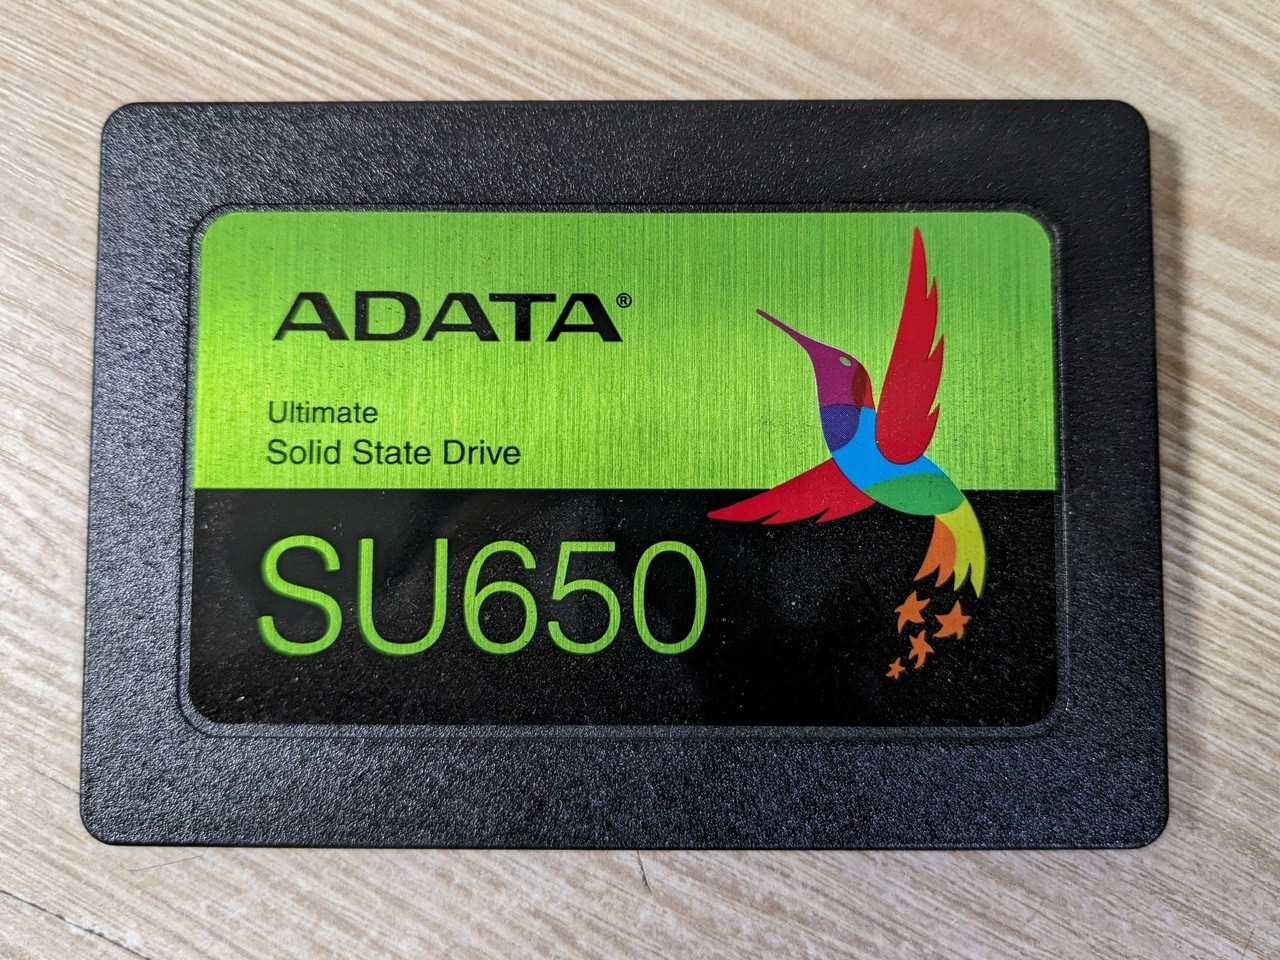 ADATA®
Ultimate
Solid State Drive
SU650